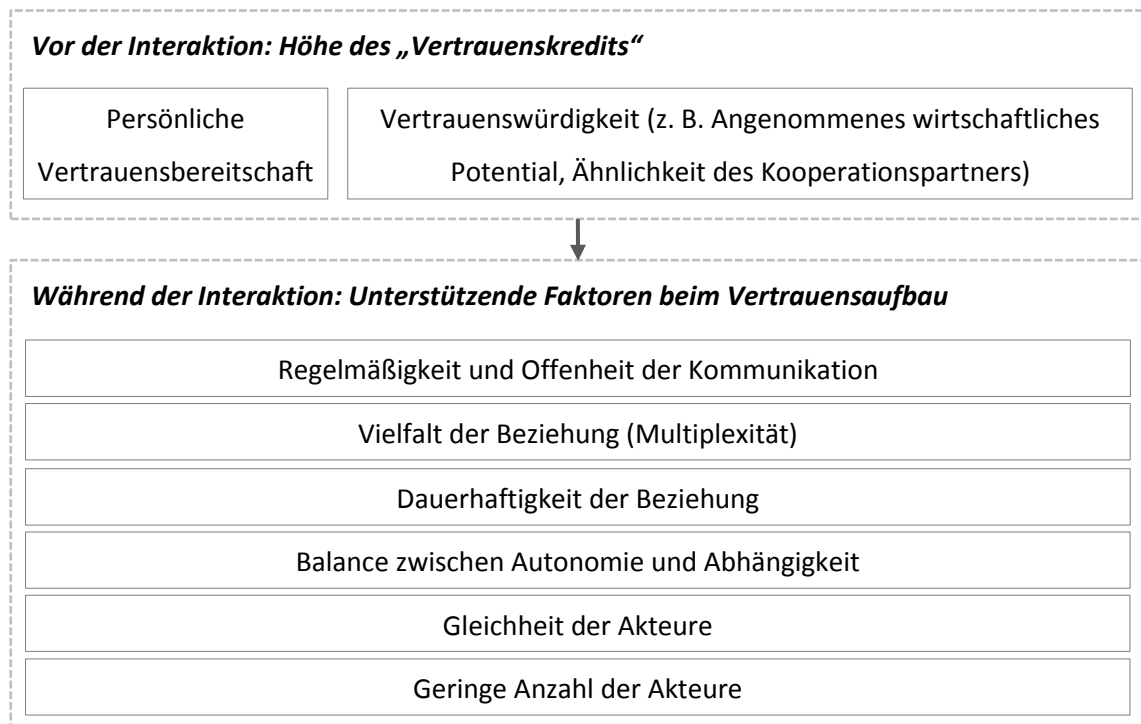 Vor der Interaktion: Höhe des „Vertrauenskredits“
Persönliche
Vertrauensbereitschaft
Vertrauenswürdigkeit (z. B. Angenommenes wirtschaftliches
Potential, Ähnlichkeit des Kooperationspartners)
Während der Interaktion: Unterstützende Faktoren beim Vertrauensaufbau
Regelmäßigkeit und Offenheit der Kommunikation
Vielfalt der Beziehung (Multiplexität)
Dauerhaftigkeit der Beziehung
Balance zwischen Autonomie und Abhängigkeit
Gleichheit der Akteure
Geringe Anzahl der Akteure